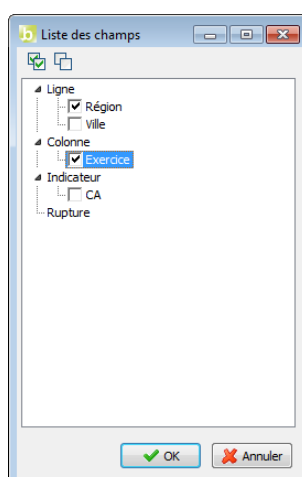 Liste des champs
Ligne
Région
Ville
Colonne
Exercice
Indicateur
CA
Rupture
OK
Annuler